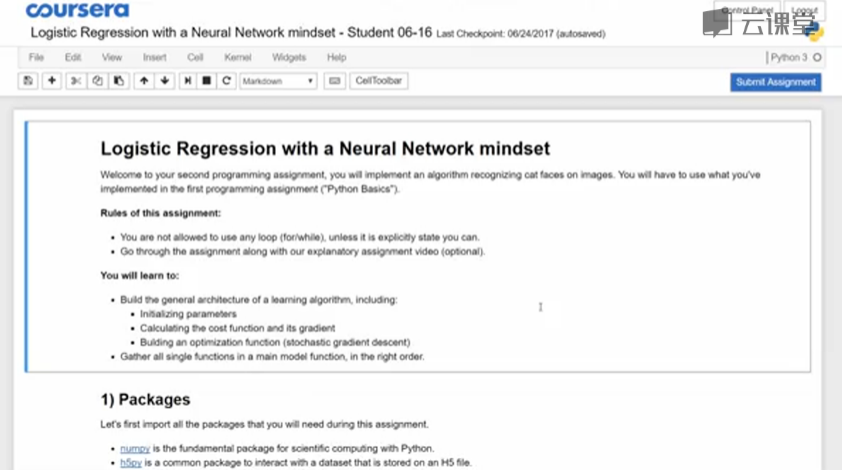 coursera
Control Panel Logout
云课堂
Logistic Regression with a Neural Network mindset - Student 06-16 Last Checkpoint: 06/24/2017 (autosaved)
File Edit View Insert Cell Kernel Widgets Help Python 3
Markdown CellToolbar Submit Assignment
Logistic Regression with a Neural Network mindset
Welcome to your second programming assignment, you will implement an algorithm recognizing cat faces on images. You will have to use what you've
implemented in the first programming assignment ("Python Basics").
Rules of this assignment:
You are not allowed to use any loop (for/while), unless it is explicitly state you can.
Go through the assignment along with our explanatory assignment video (optional).
You will learn to:
Build the general architecture of a learning algorithm, including:
Initializing parameters
Calculating the cost function and its gradient
Bulding an optimization function (stochastic gradient descent)
Gather all single functions in a main model function, in the right order.
1) Packages
Let's first import all the packages that you will need during this assignment.
numpy is the fundamental package for scientific computing with Python.
h5py is a common package to interact with a dataset that is stored on an H5 file.